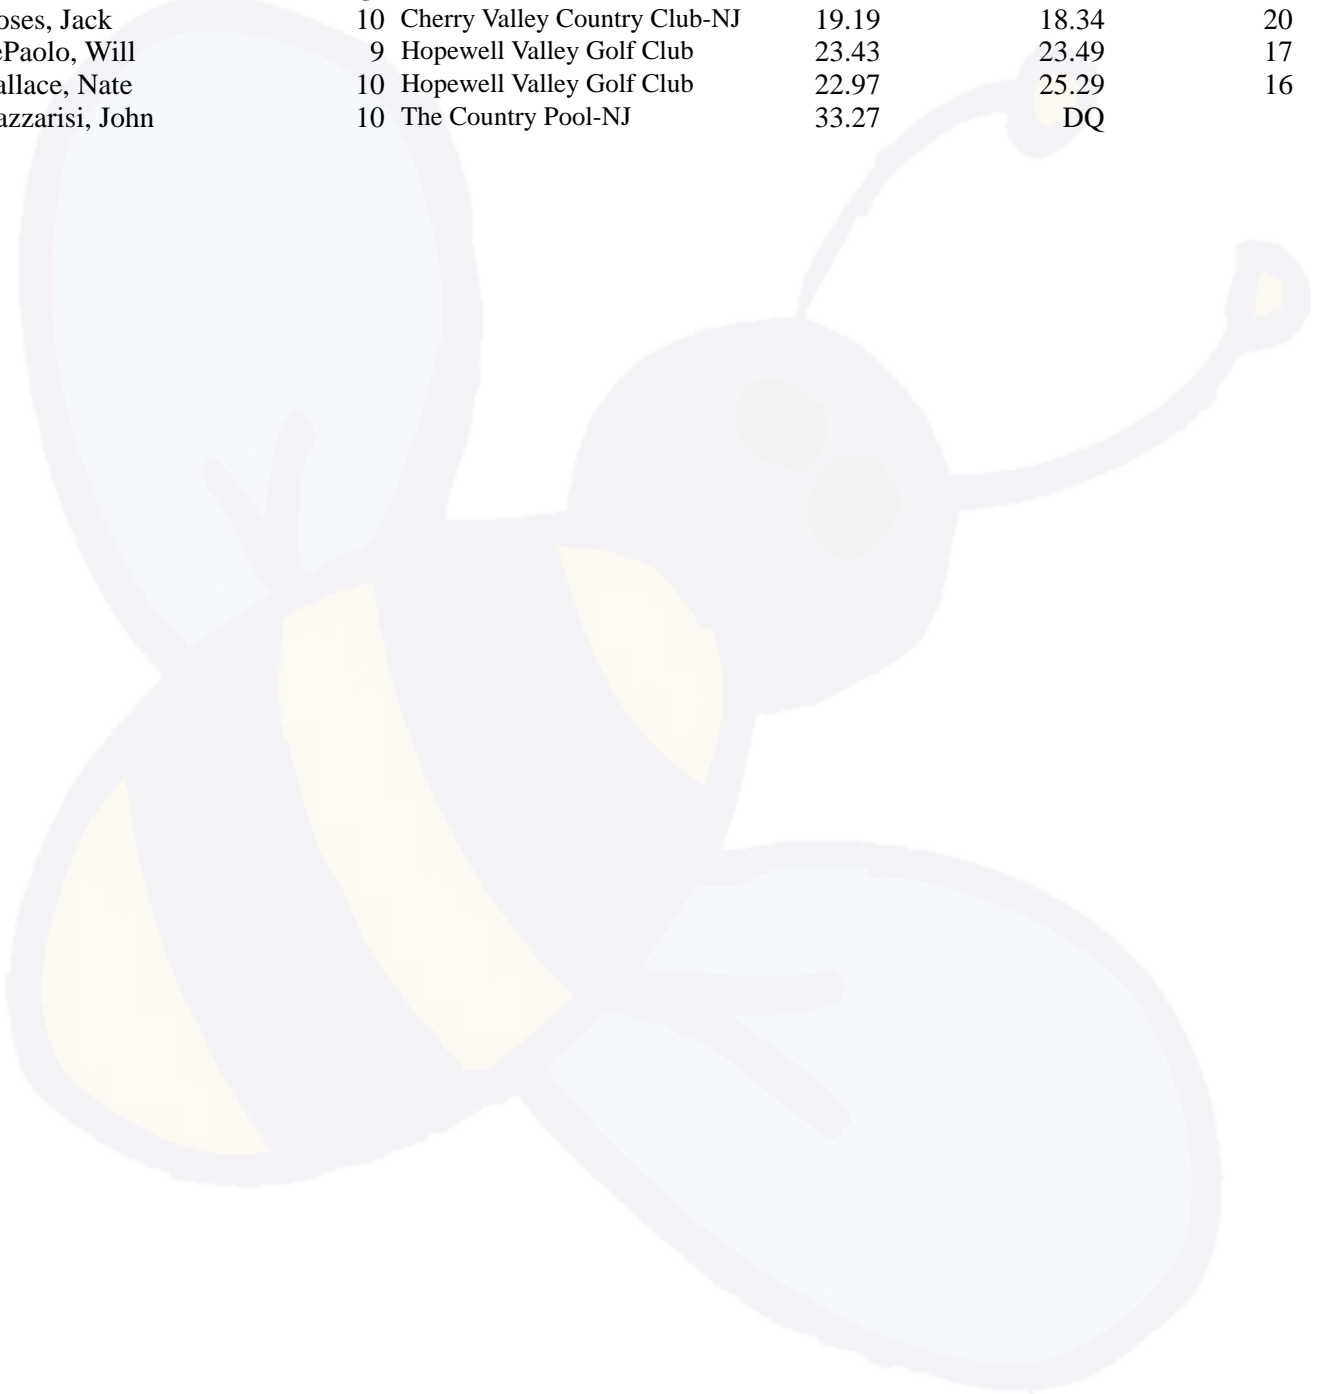 oses, Jack 10 Cherry Valley Country Club-NJ 19.19 18.34 20
ePaolo, Will 9 Hopewell Valley Golf Club 23.43 23.49 17
allace, Nate 10 Hopewell Valley Golf Club 22.97 25.29 16
azzarisi, John 10 The Country Pool-NJ 33.27 DQ